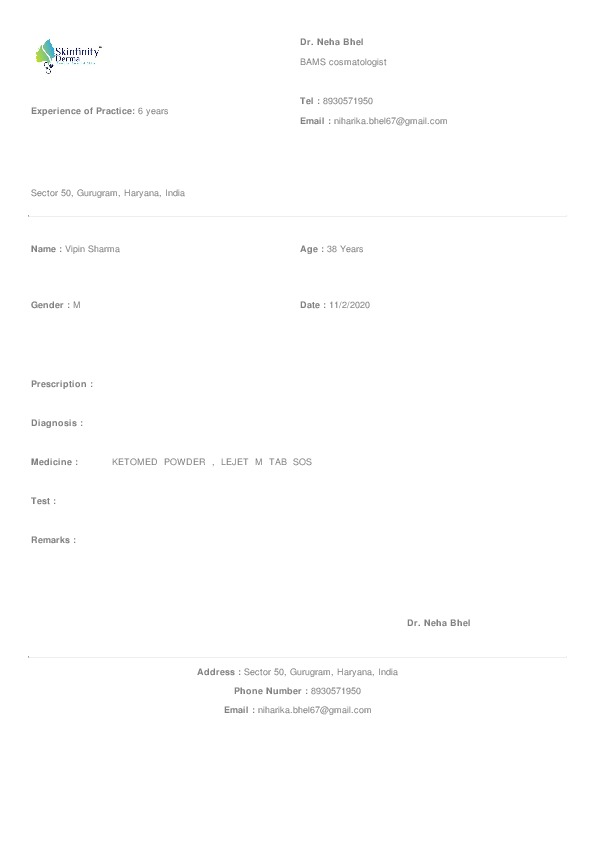 Skinfinity
Derma
Dr. Neha Bhel
BAMS cosmatologist
Tel : 8930571950
Experience of Practice: 6 years
Email : niharika.bhel67@gmail.com
Sector 50, Gurugram, Haryana, India
Name : Vipin Sharma
Age : 38 Years
Gender : M
Date : 11/2/2020
Prescription :
Diagnosis :
Medicine : KETOMED POWDER , LEJET M TAB SOS
Test :
Remarks :
Dr. Neha Bhel
Address : Sector 50, Gurugram, Haryana, India
Phone Number : 8930571950
Email : niharika.bhel67@gmail.com